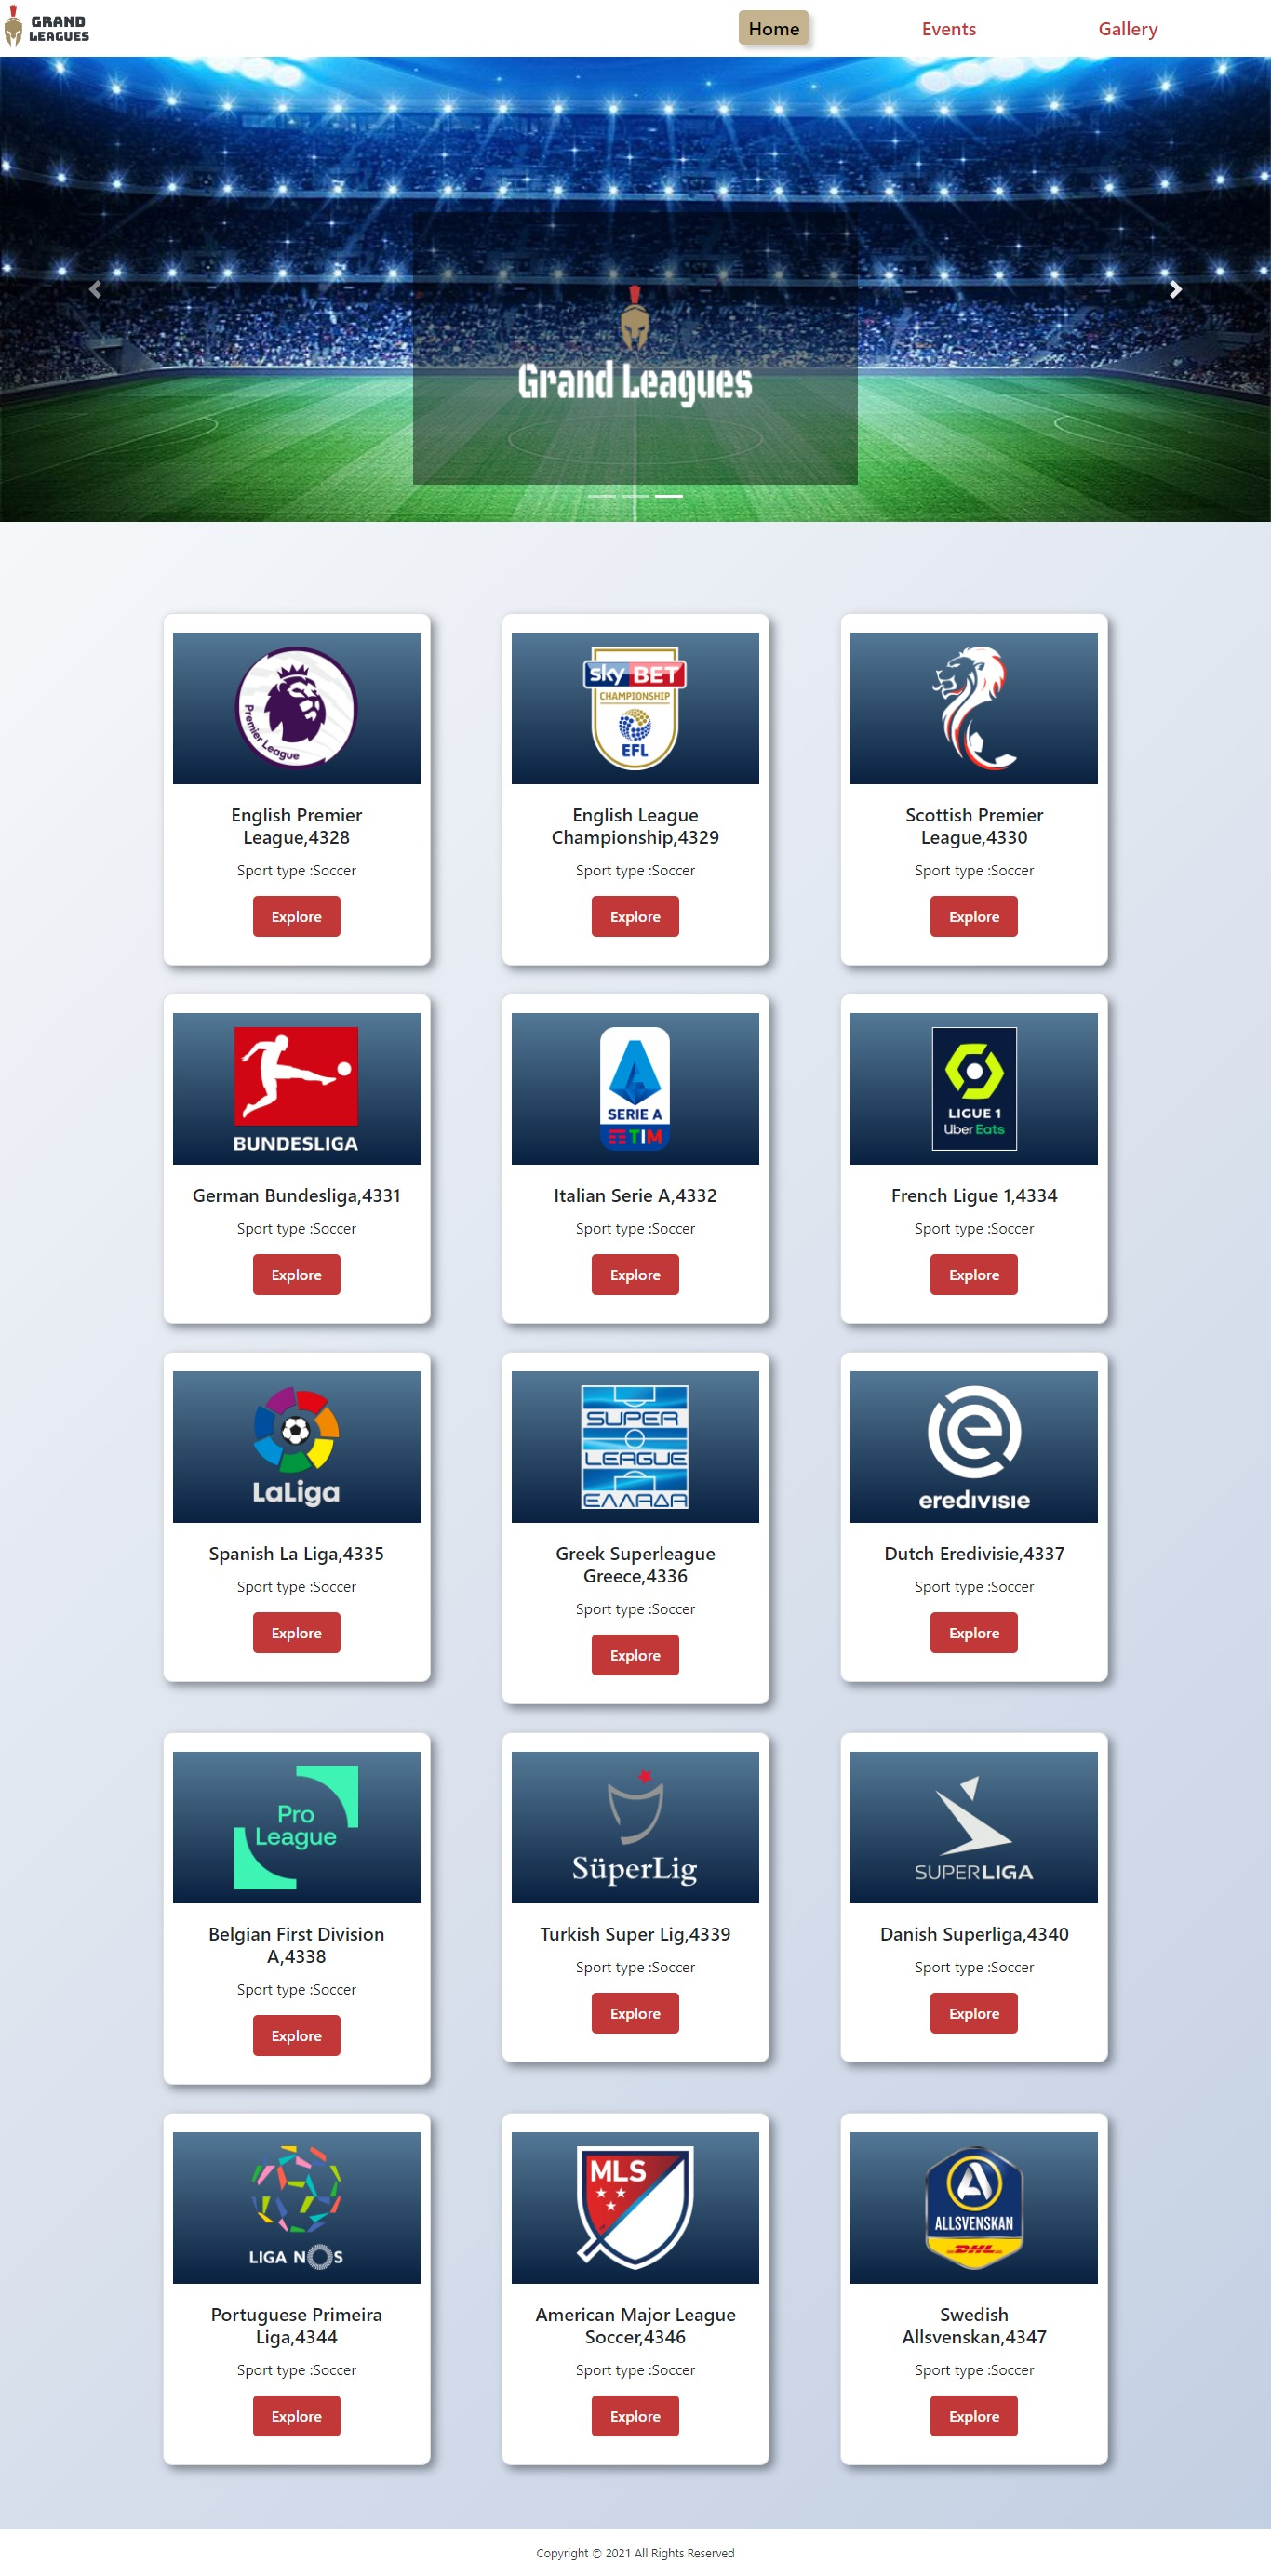 GRAND
LEAGUES
Home
Events
Gallery
Grand Leagues
Premier League
sky BET
CHAMPIONSHIP
EFL
English Premier
League,4328
Sport type :Soccer
Explore
English League
Championship,4329
Sport type :Soccer
Explore
Scottish Premier
League,4330
Sport type :Soccer
Explore
BUNDESLIGA
SERIE A
TIM
LIGUE 1
Uber Eats
German Bundesliga,4331
Sport type :Soccer
Explore
Italian Serie A,4332
Sport type :Soccer
Explore
French Ligue 1,4334
Sport type :Soccer
Explore
LaLiga
SUPER
LEAGUE
ΕΛΛΑΔΑ
eredivisie
Spanish La Liga,4335
Sport type :Soccer
Explore
Greek Superleague
Greece,4336
Sport type :Soccer
Explore
Dutch Eredivisie,4337
Sport type :Soccer
Explore
Pro
League
SüperLig
SUPERLIGA
Belgian First Division
A,4338
Sport type :Soccer
Explore
Turkish Super Lig,4339
Sport type :Soccer
Explore
Danish Superliga,4340
Sport type :Soccer
Explore
LIGA NOS
MLS
ALLSVENSKAN
DHL
Portuguese Primeira
Liga,4344
Sport type :Soccer
Explore
American Major League
Soccer,4346
Sport type :Soccer
Explore
Swedish
Allsvenskan,4347
Sport type :Soccer
Explore
Copyright © 2021 All Rights Reserved